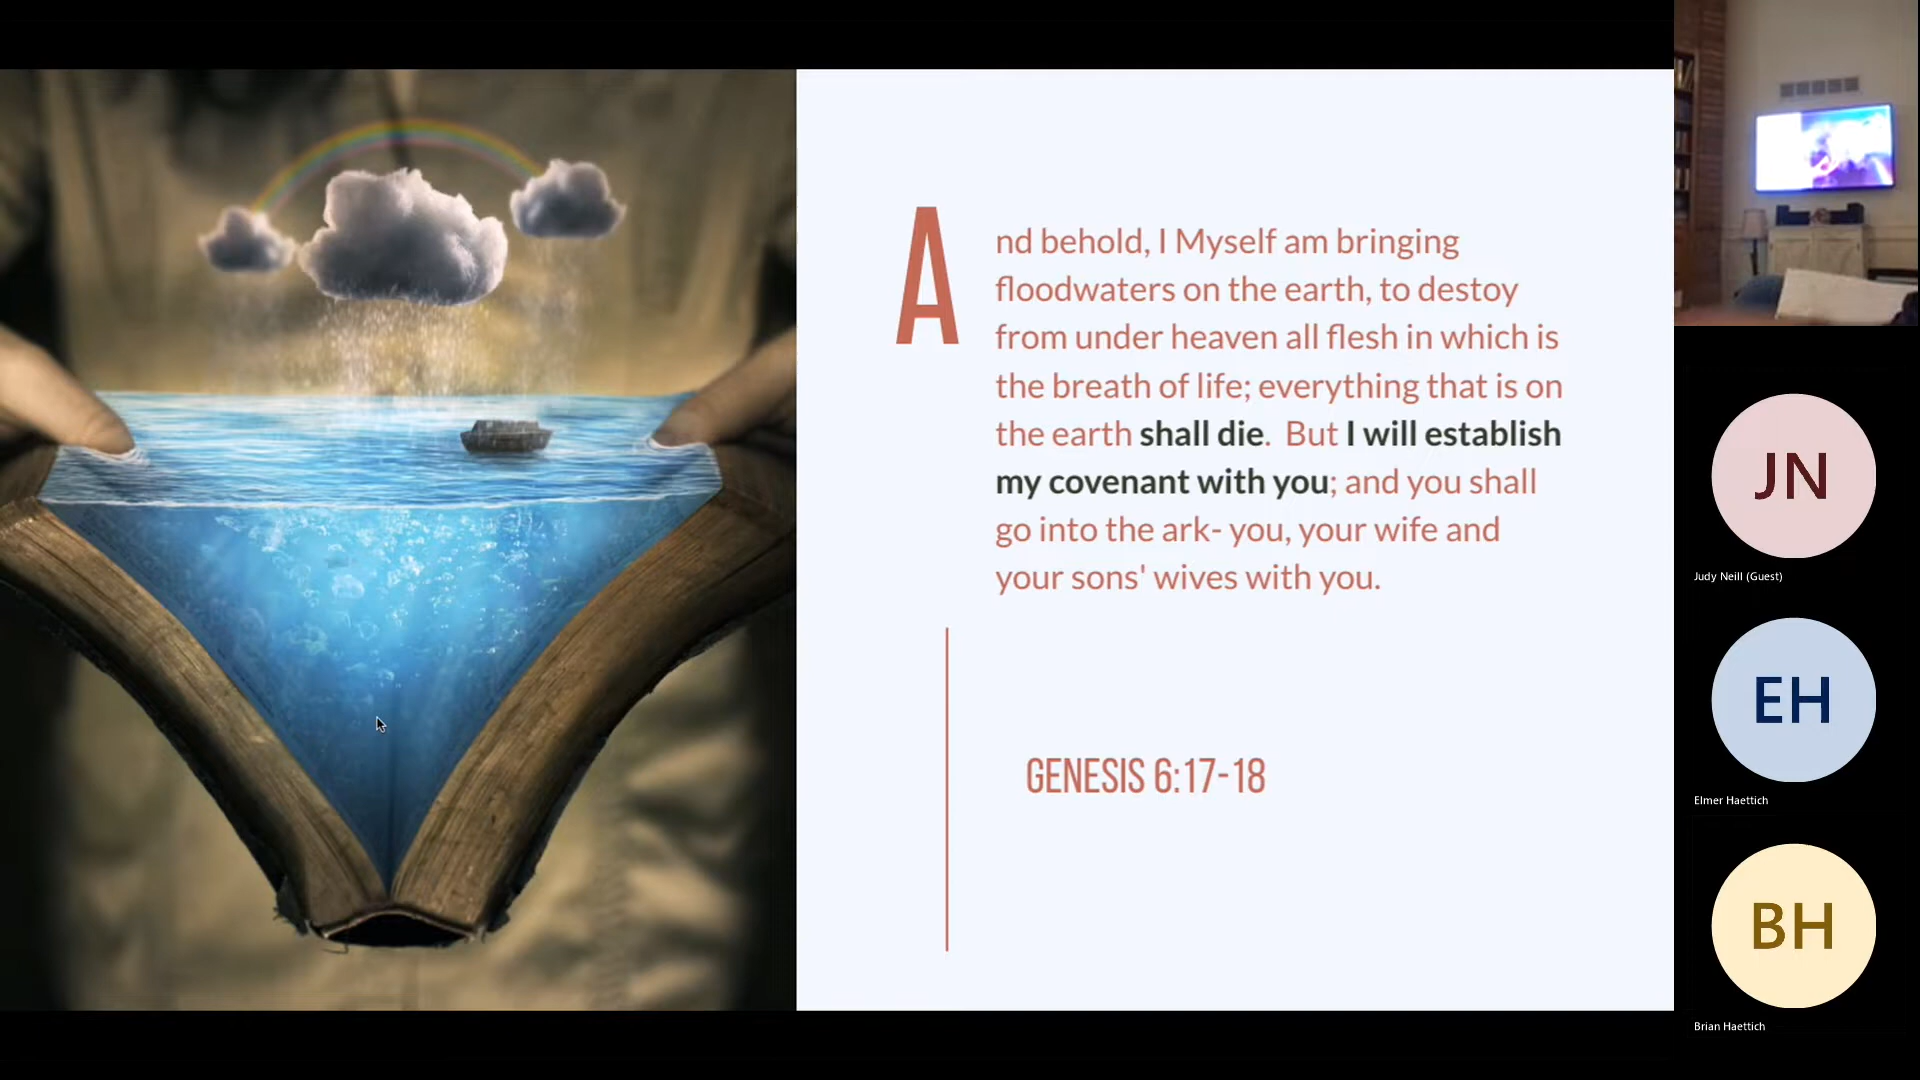 And behold, I Myself am bringing
floodwaters on the earth, to destoy
from under heaven all flesh in which is
the breath of life; everything that is on
the earth shall die.  But I will establish
my covenant with you; and you shall
go into the ark- you, your wife and
your sons' wives with you.
GENESIS 6:17-18
JN
Judy Neill (Guest)
EH
Elmer Haettich
BH
Brian Haettich